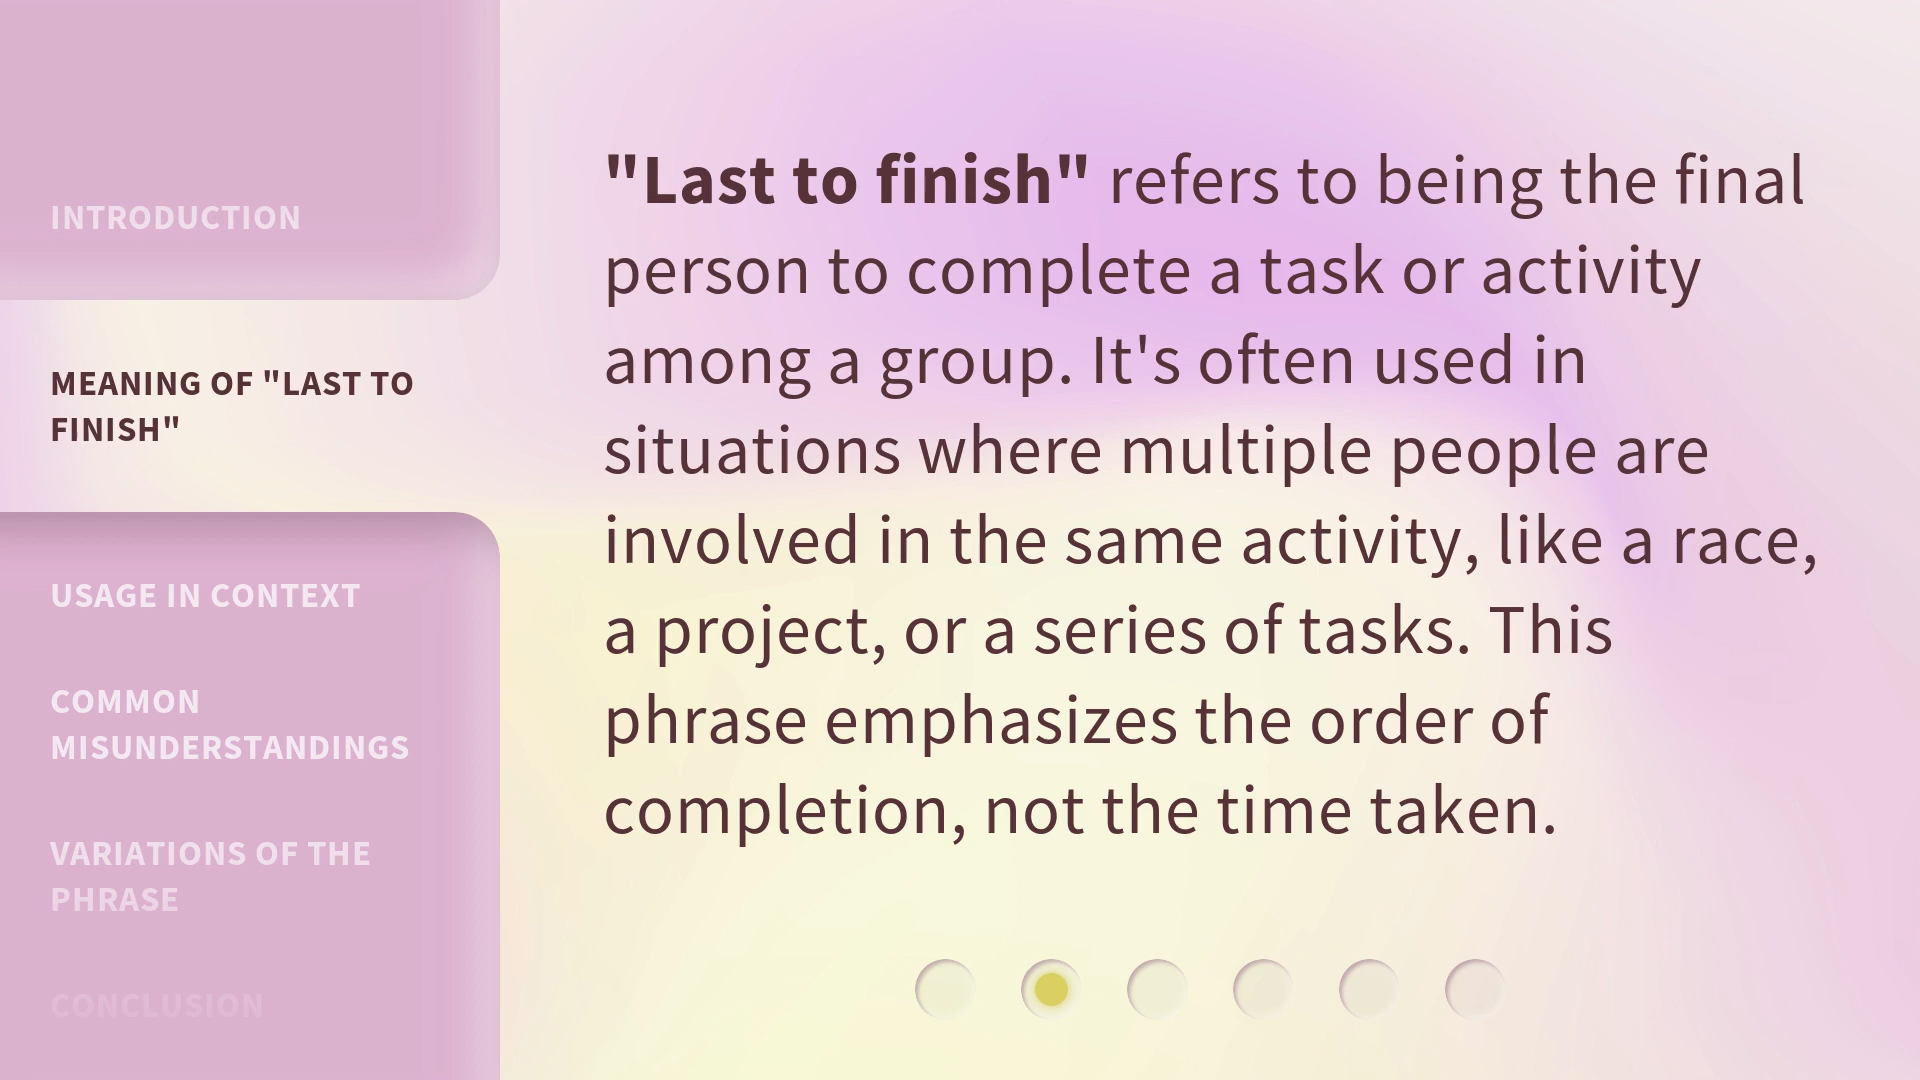 INTRODUCTION
MEANING OF "LAST TO
FINISH"
USAGE IN CONTEXT
COMMON
MISUNDERSTANDINGS
VARIATIONS OF THE
PHRASE
CONCLUSION
"Last to finish" refers to being the final
person to complete a task or activity
among a group. It's often used in
situations where multiple people are
involved in the same activity, like a race,
a project, or a series of tasks. This
phrase emphasizes the order of
completion, not the time taken.